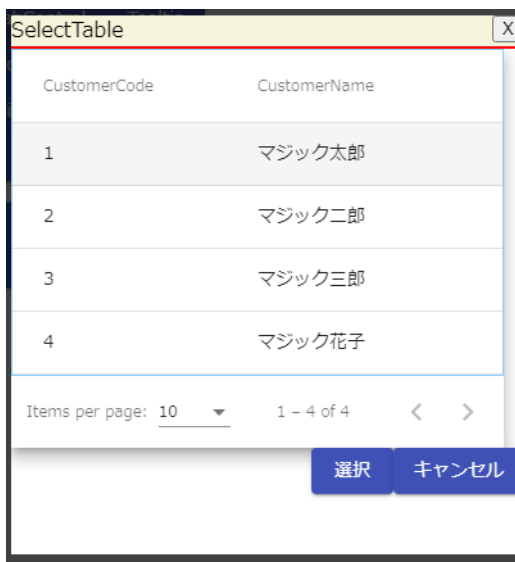 SelectTable X
CustomerCode CustomerName
1 マジック太郎
2 マジック二郎
3 マジック三郎
4 マジック花子
Items per page: 10 1 – 4 of 4
選択 キャンセル